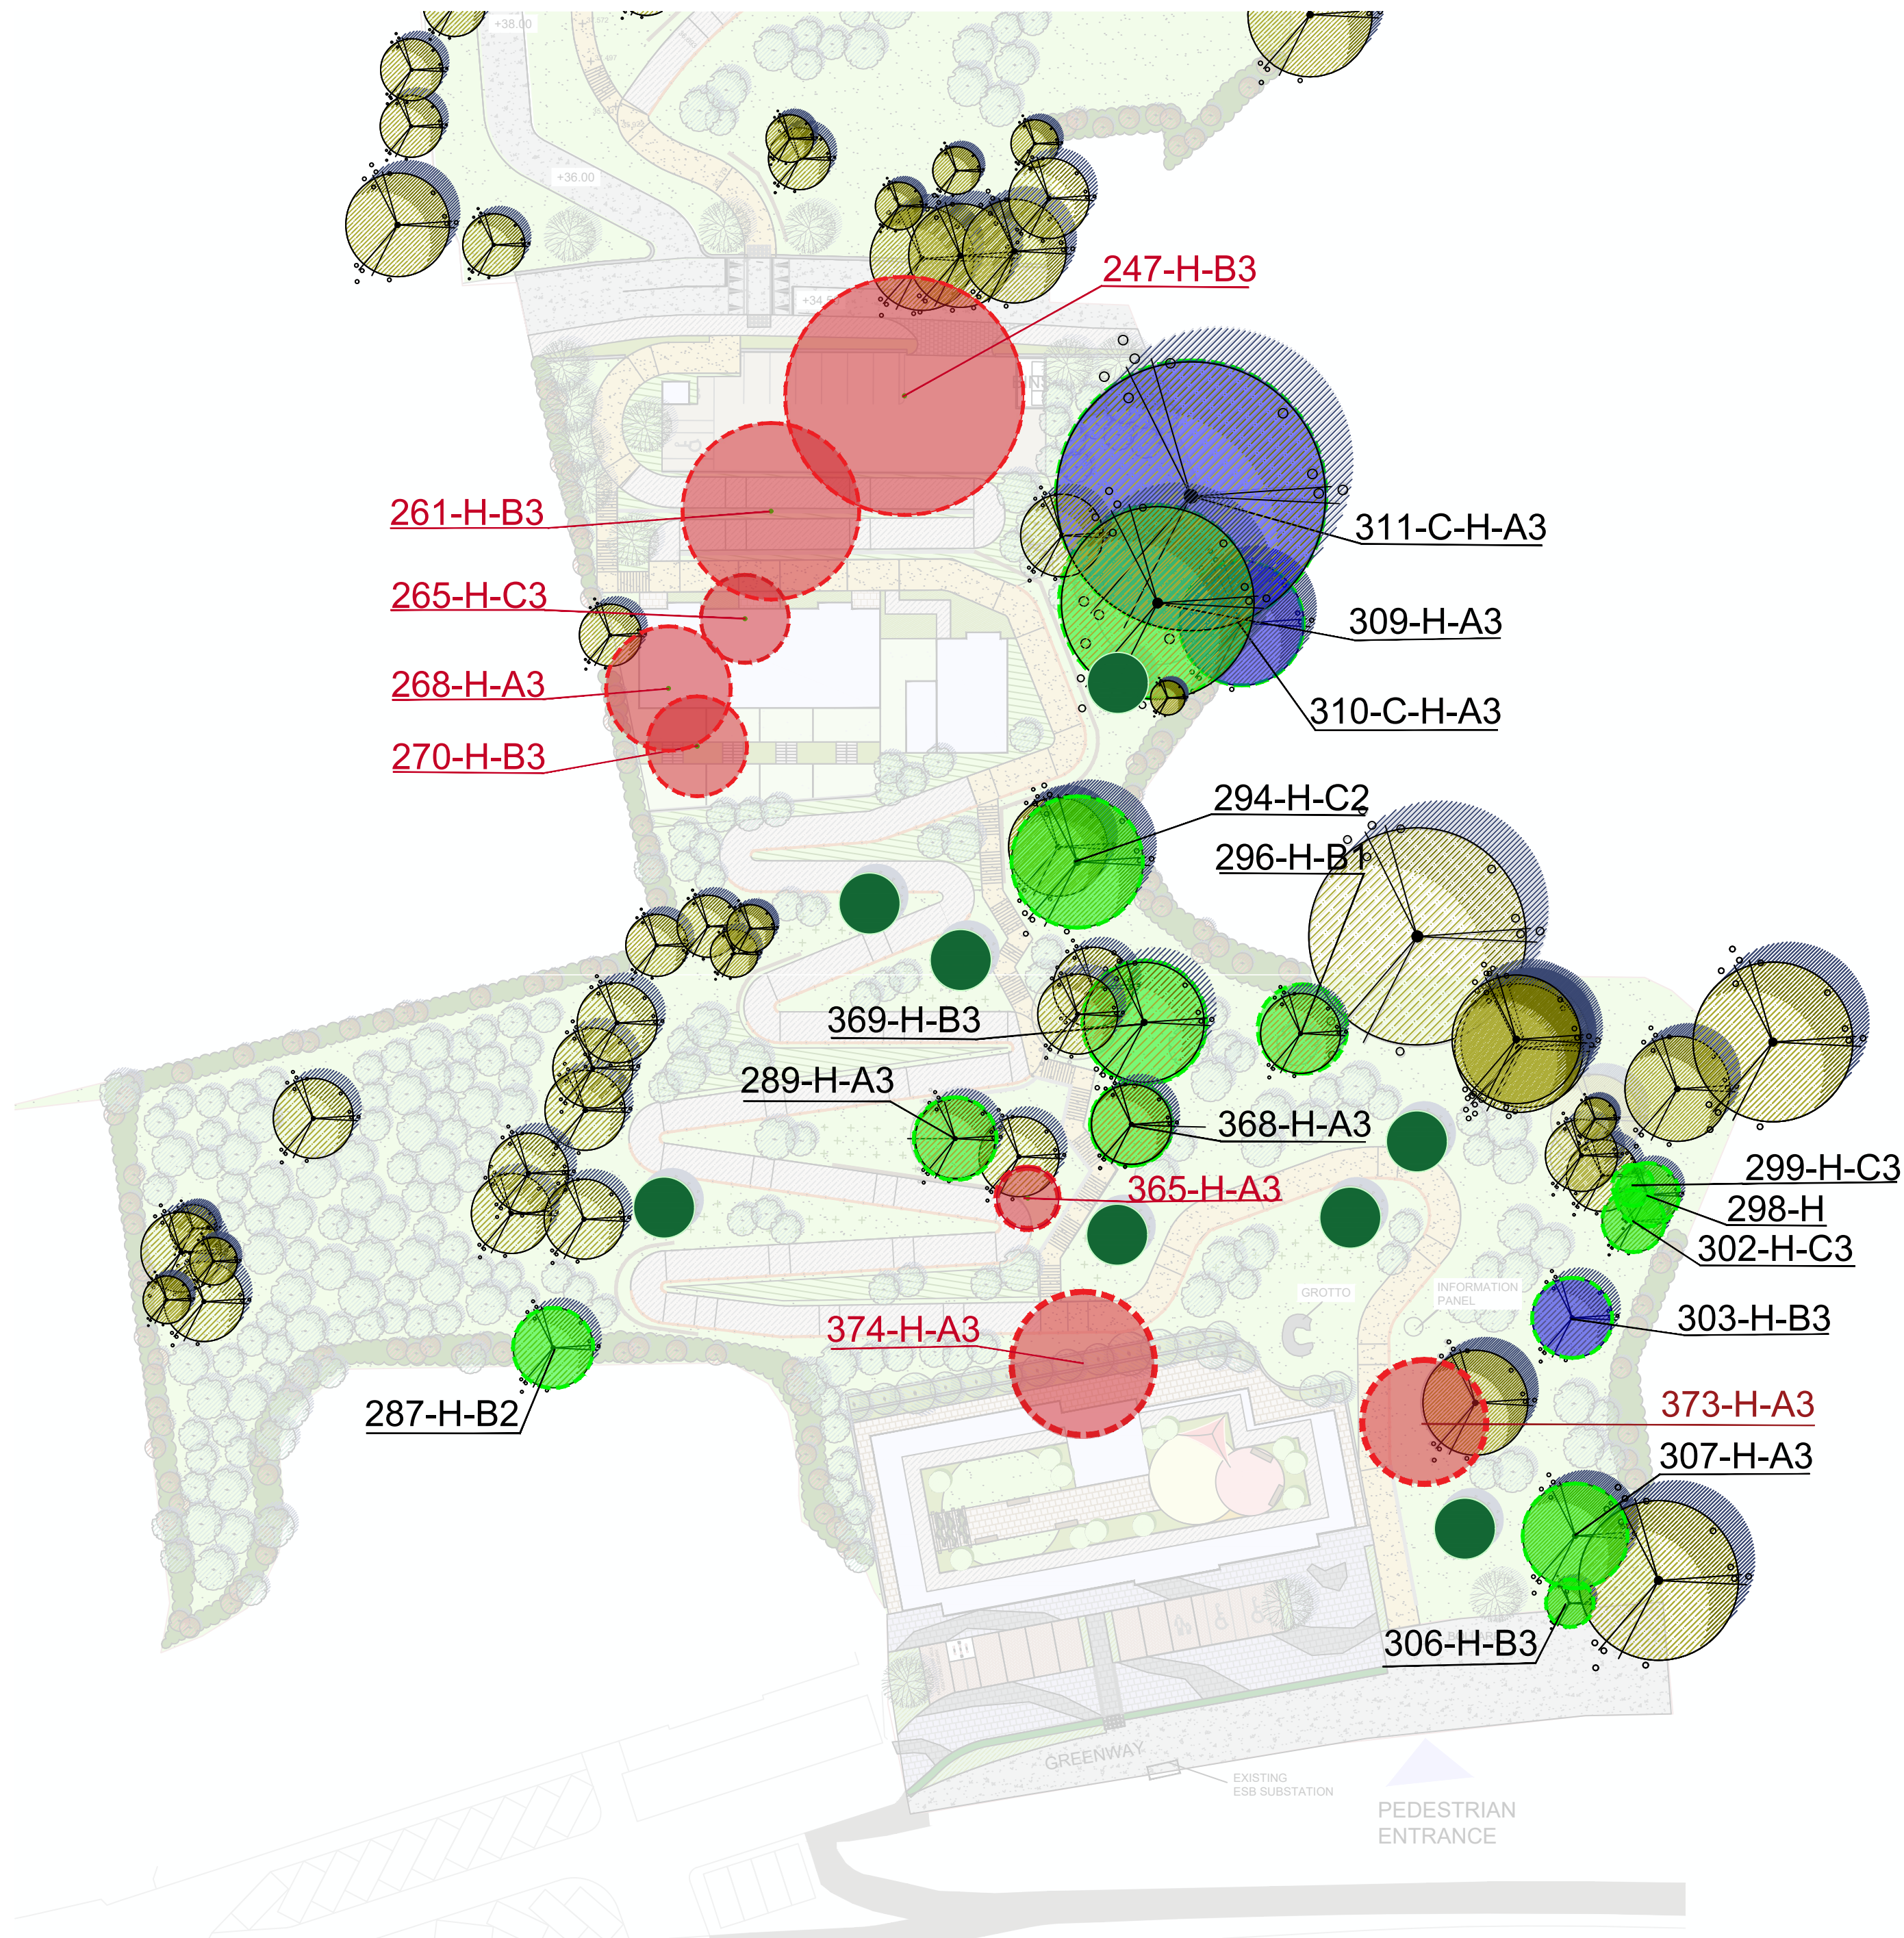 +38.00
+36.00
247-H-B3
261-H-B3
311-C-H-A3
265-H-C3
309-H-A3
268-H-A3
310-C-H-A3
270-H-B3
294-H-C2
296-H-B1
369-H-B3
289-H-A3
368-H-A3
299-H-C3
365-H-A3
298-H
302-H-C3
GROTTO
INFORMATION
PANEL
303-H-B3
374-H-A3
373-H-A3
287-H-B2
307-H-A3
306-H-B3
GREENWAY
EXISTING
ESB SUBSTATION
PEDESTRIAN
ENTRANCE